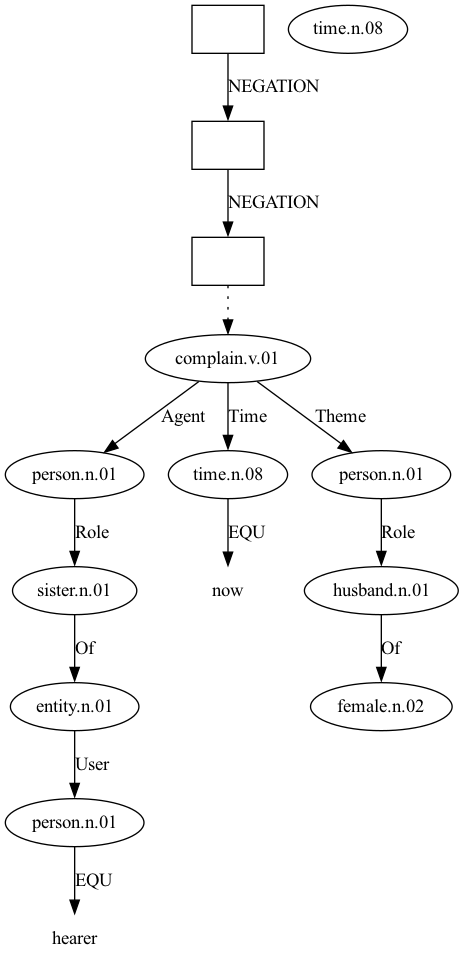 time.n.08
NEGATION
NEGATION
complain.v.01
Agent Time Theme
person.n.01 time.n.08 person.n.01
Role EQU Role
sister.n.01 now husband.n.01
Of Of
entity.n.01 female.n.02
User
person.n.01
EQU
hearer